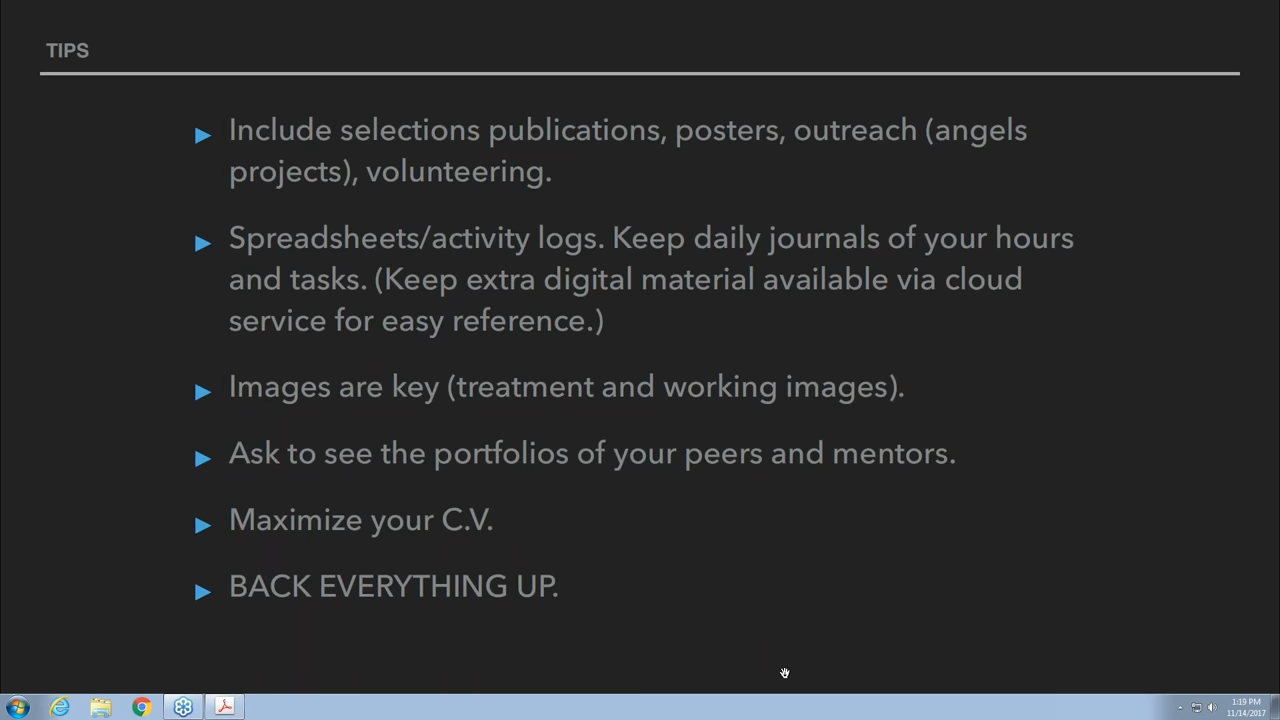 TIPS
Include selections publications, posters, outreach (angels
projects), volunteering.
Spreadsheets/activity logs. Keep daily journals of your hours
and tasks. (Keep extra digital material available via cloud
service for easy reference.)
Images are key (treatment and working images).
Ask to see the portfolios of your peers and mentors.
Maximize your C.V.
BACK EVERYTHING UP.
1:19 PM
11/14/2017